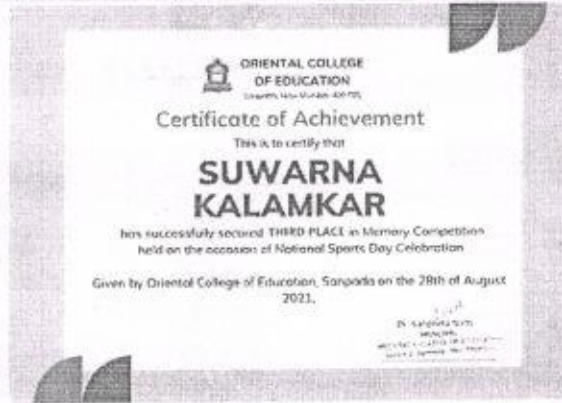 ORIENTAL COLLEGE
OF EDUCATION
Certificate of Achievement
This is to certify that
SUWARNA
KALAMKAR
has successfully secured THIRD PLACE in Memory Competition
held on the occasion of National Sports Day Celebration
Given by Oriental College of Education, Sanpada on the 28th of August
2021.